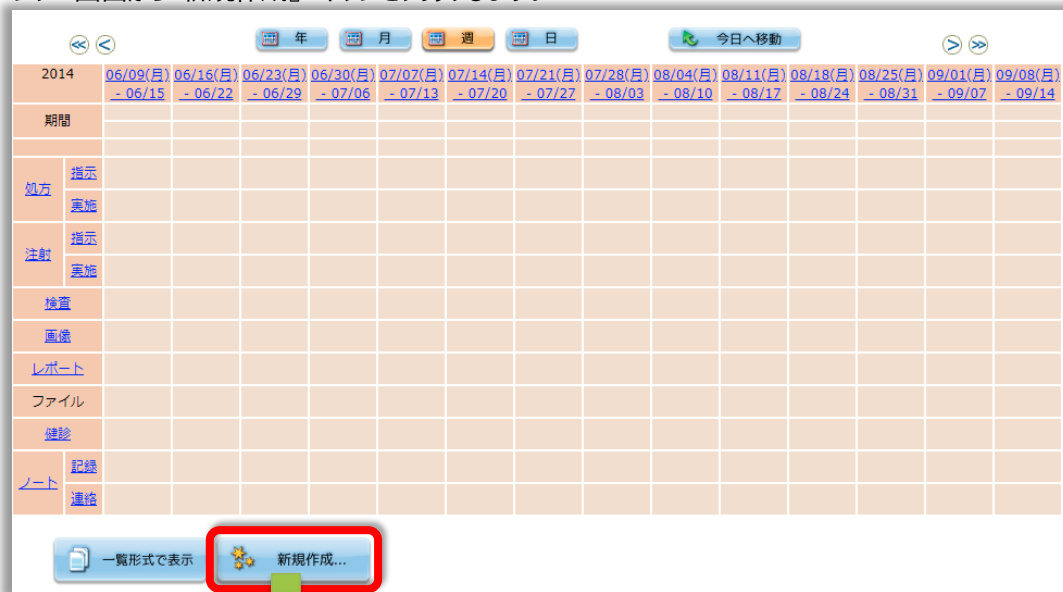 ≪ < 年 月 週 日 今日へ移動 > ≫
2014 06/09(月) 06/16(月) 06/23(月) 06/30(月) 07/07(月) 07/14(月) 07/21(月) 07/28(月) 08/04(月) 08/11(月) 08/18(月) 08/25(月) 09/01(月) 09/08(月)
- 06/15 - 06/22 - 06/29 - 07/06 - 07/13 - 07/20 - 07/27 - 08/03 - 08/10 - 08/17 - 08/24 - 08/31 - 09/07 - 09/14
期間
処方 指示
実施
注射 指示
実施
検査
画像
レポート
ファイル
健診
ノート 記録
連絡
一覧形式で表示 新規作成...